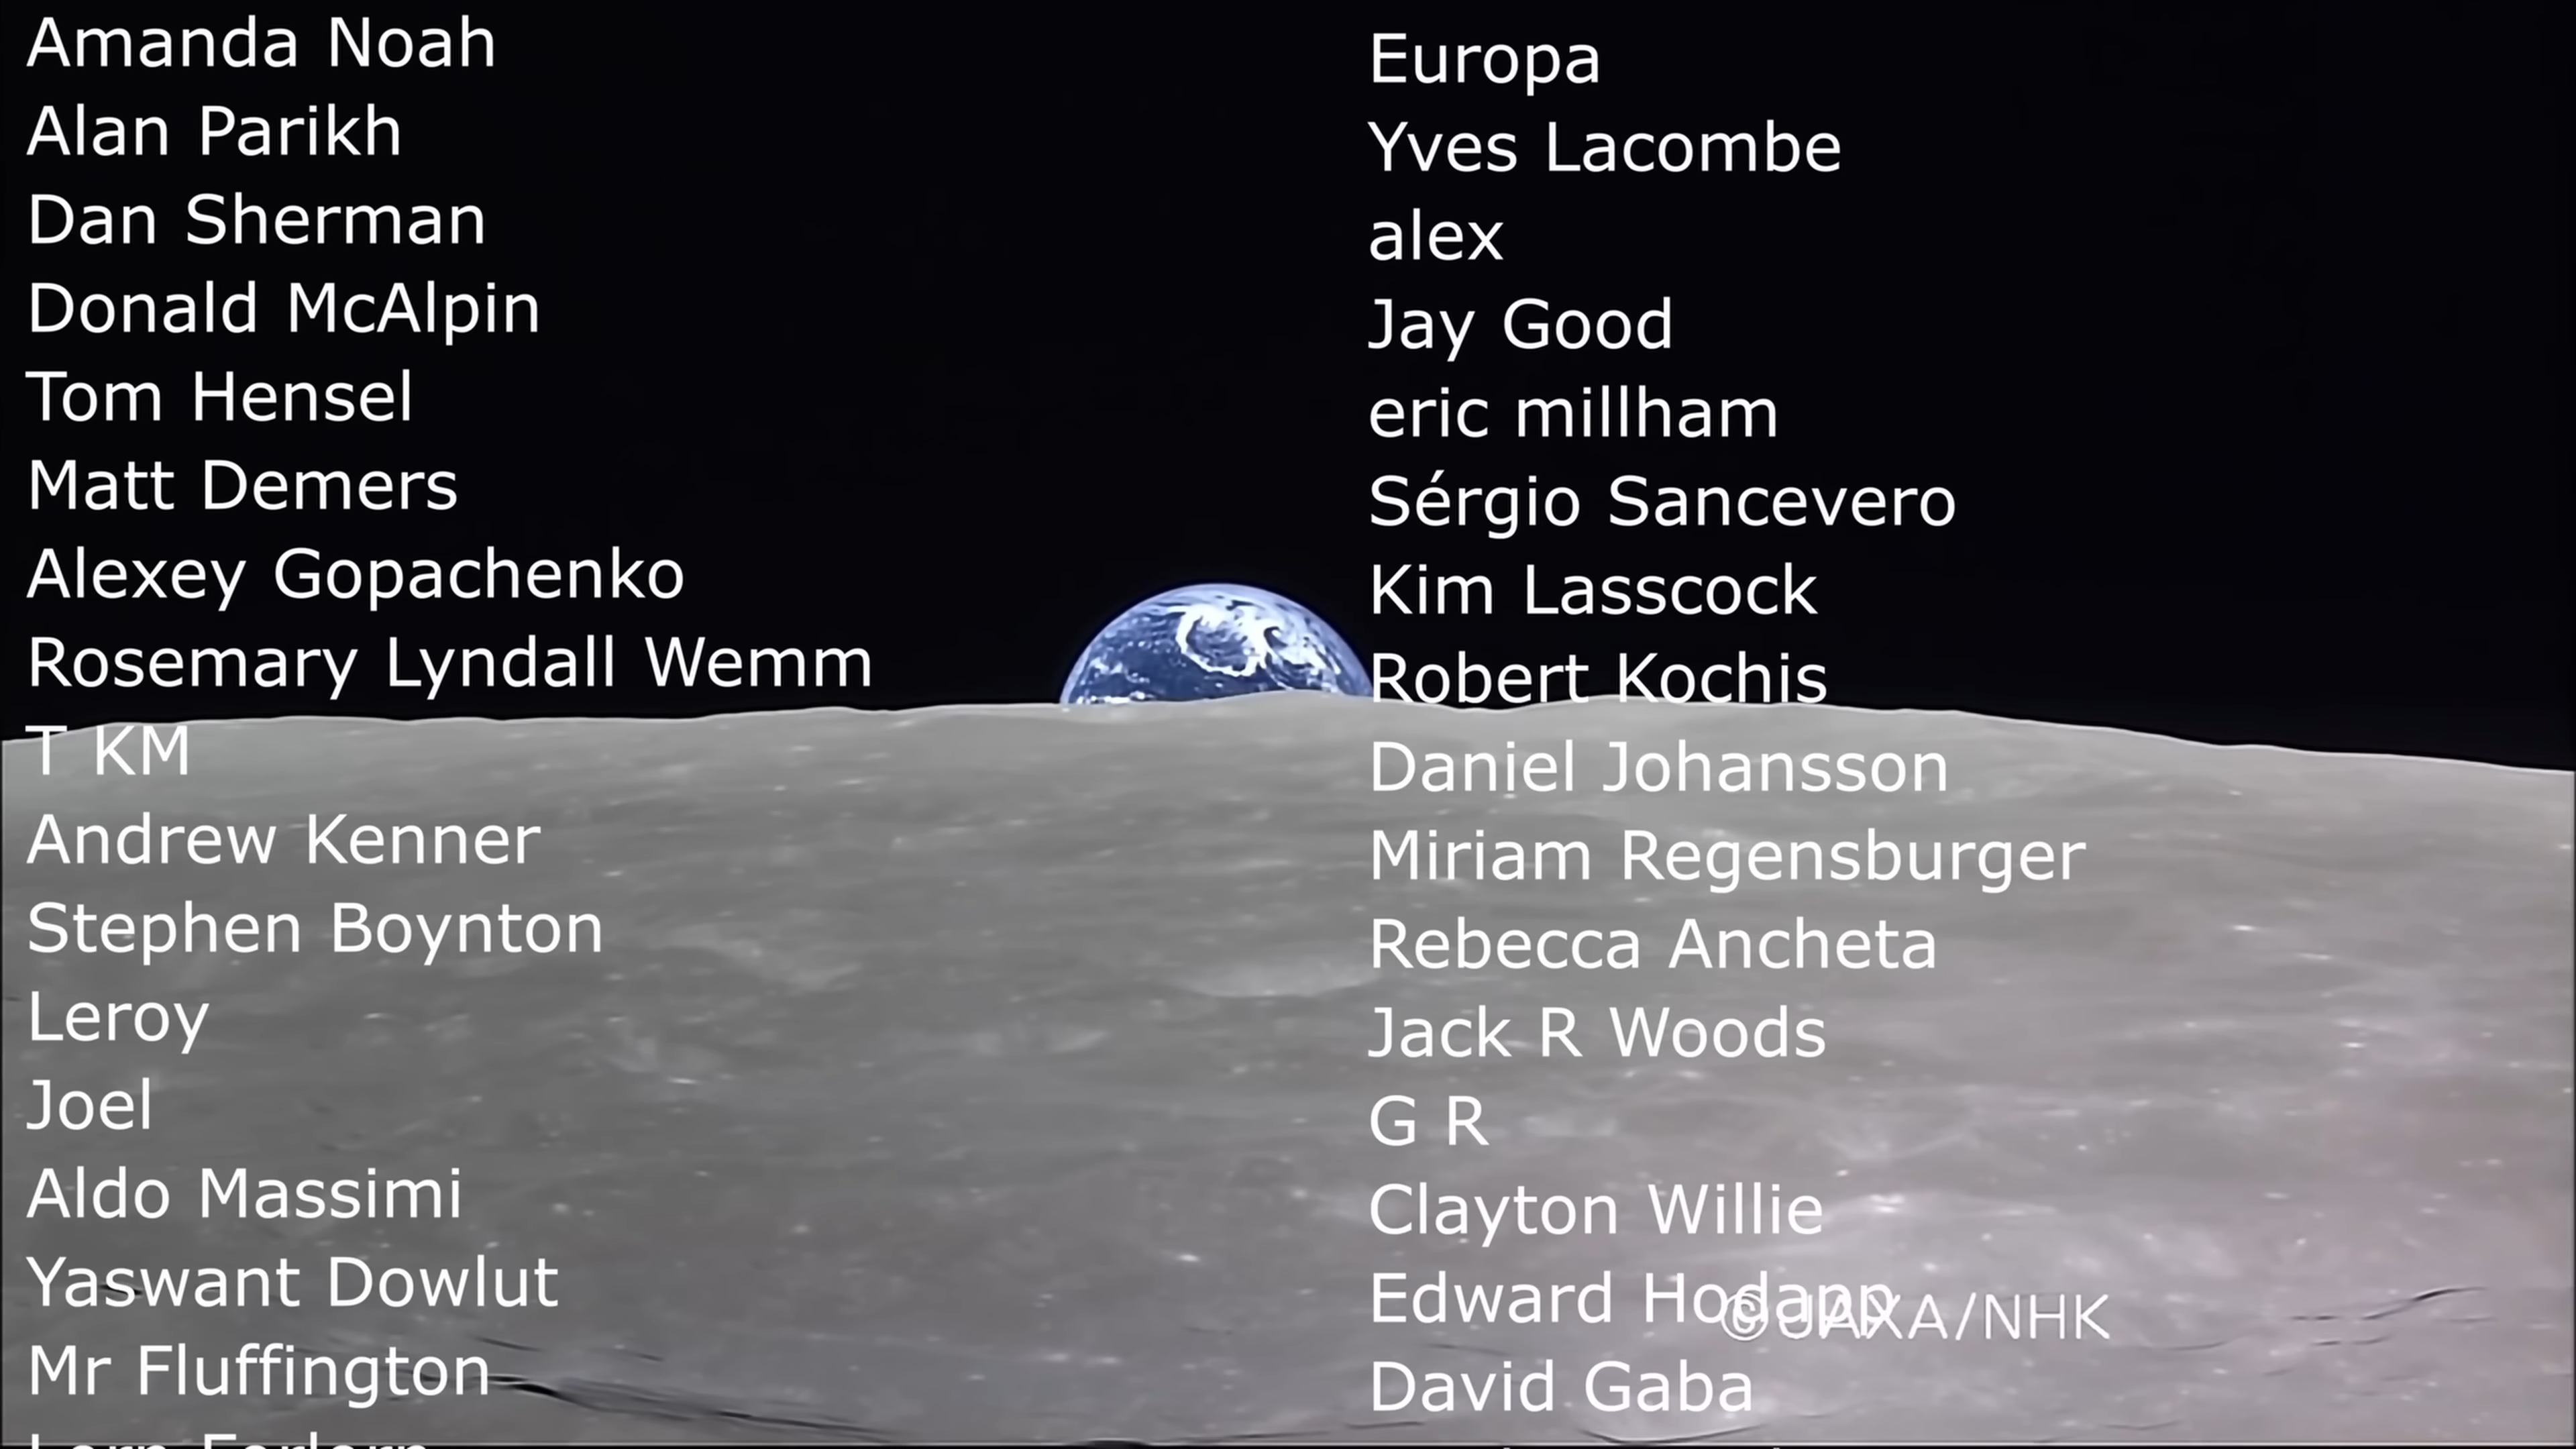 Amanda Noah
Alan Parikh
Dan Sherman
Donald McAlpin
Tom Hensel
Matt Demers
Alexey Gopachenko
Rosemary Lyndall Wemm
T KM
Andrew Kenner
Stephen Boynton
Leroy
Joel
Aldo Massimi
Yaswant Dowlut
Mr Fluffington
Europa
Yves Lacombe
alex
Jay Good
eric millham
Sérgio Sancevero
Kim Lasscock
Robert Kochis
Daniel Johansson
Miriam Regensburger
Rebecca Ancheta
Jack R Woods
G R
Clayton Willie
Edward Hodapp
©JAXA/NHK
David Gaba